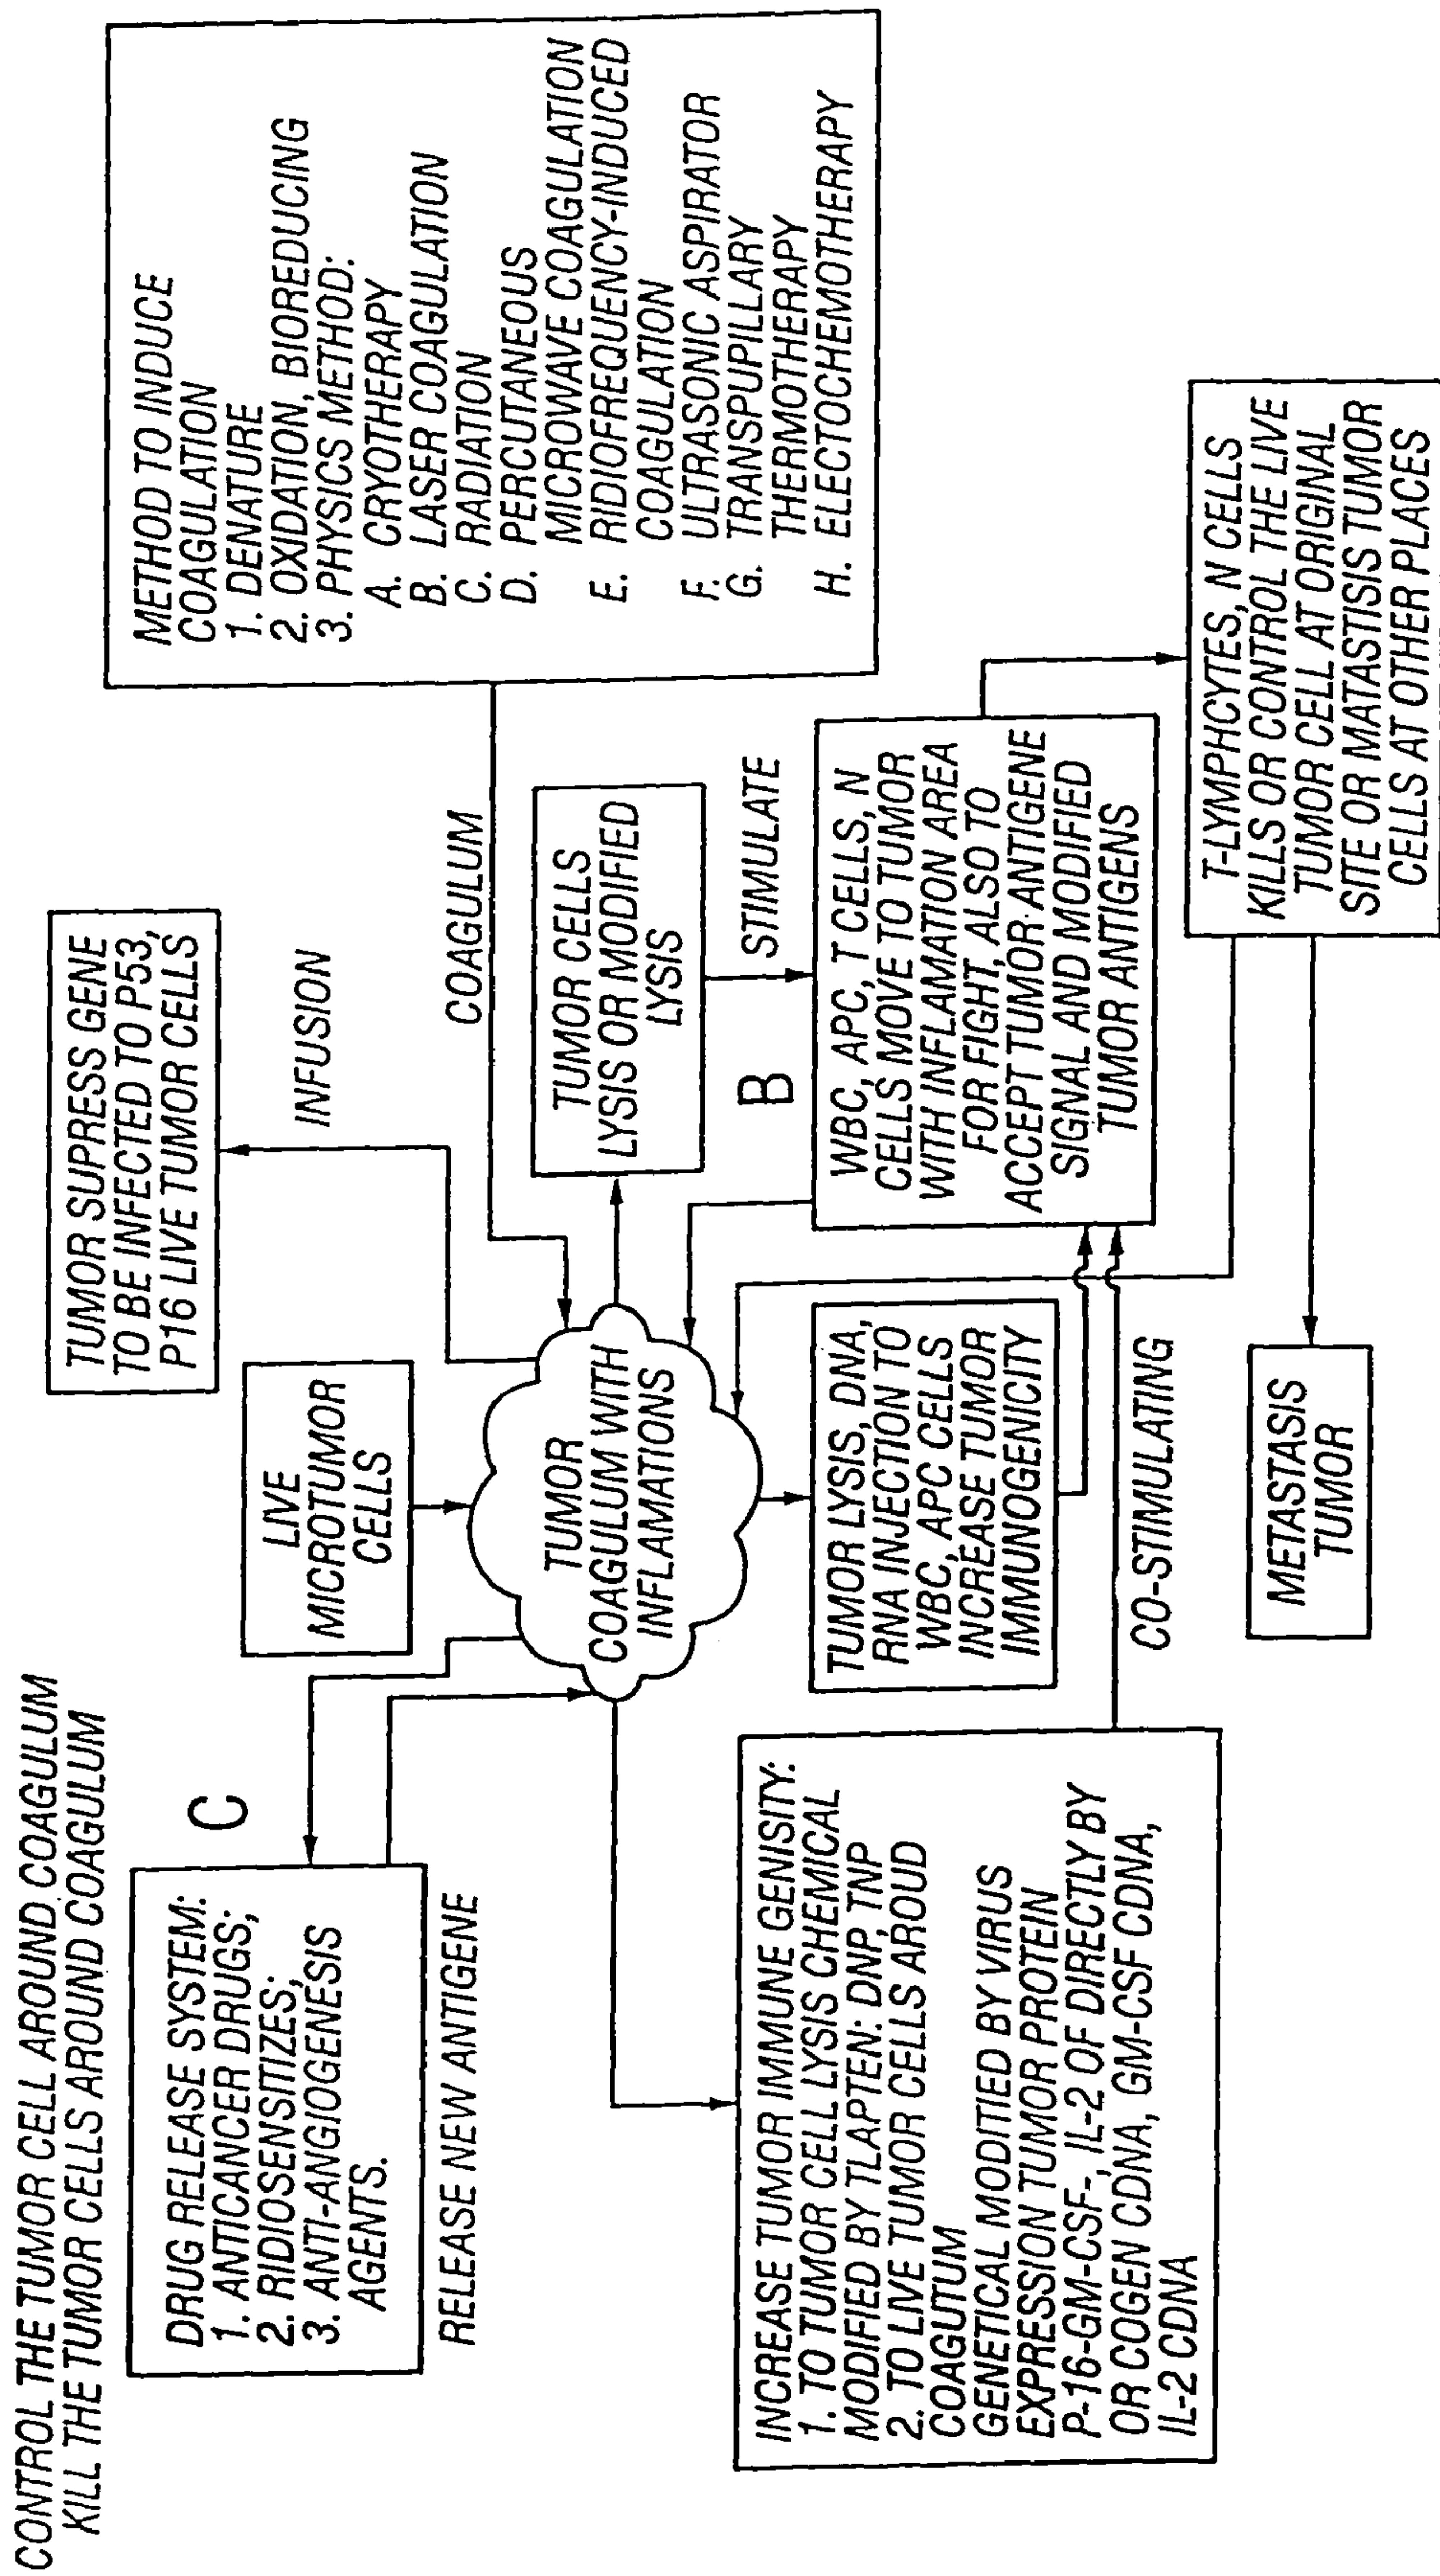 CONTROL THE TUMOR CELL AROUND COAGULUM
KILL THE TUMOR CELLS AROUND COAGULUM
C
DRUG RELEASE SYSTEM:
1. ANTICANCER DRUGS;
2. RIDIOSENSITIZES;
3. ANTI-ANGIOGENESIS
AGENTS.
RELEASE NEW ANTIGENE
LIVE
MICROTUMOR
CELLS
TUMOR SUPRESS GENE
TO BE INFECTED TO P53,
P16 LIVE TUMOR CELLS
INFUSION
METHOD TO INDUCE
COAGULATION
1. DENATURE
2. OXIDATION, BIOREDUCING
3. PHYSICS METHOD:
A. CRYOTHERAPY
B. LASER COAGULATION
C. RADIATION
D. PERCUTANEOUS
MICROWAVE COAGULATION
E. RIDIOFREQUENCY-INDUCED
COAGULATION
F. ULTRASONIC ASPIRATOR
G. TRANSPUPILLARY
THERMOTHERAPY
H. ELECTOCHEMOTHERAPY
COAGULUM
TUMOR
COAGULUM WITH
INFLAMATIONS
TUMOR CELLS
LYSIS OR MODIFIED
LYSIS
B
STIMULATE
INCREASE TUMOR IMMUNE GENISITY:
1. TO TUMOR CELL LYSIS CHEMICAL
MODIFIED BY TLAPTEN: DNP, TNP
2. TO LIVE TUMOR CELLS AROUD
COAGUTUM
GENETICAL MODITIED BY VIRUS
EXPRESSION TUMOR PROTEIN
P-16-GM-CSF-, IL-2 OF DIRECTLY BY
OR COGEN CDNA, GM-CSF CDNA,
IL-2 CDNA
TUMOR LYSIS, DNA,
RNA INJECTION TO
WBC, APC CELLS
INCREASE TUMOR
IMMUNOGENICITY
WBC, APC, T CELLS, N
CELLS MOVE TO TUMOR
WITH INFLAMATION AREA
FOR FIGHT, ALSO TO
ACCEPT TUMOR ANTIGENE
SIGNAL AND MODIFIED
TUMOR ANTIGENS
CO-STIMULATING
METASTASIS
TUMOR
T-LYMPHCYTES, N CELLS
KILLS OR CONTROL THE LIVE
TUMOR CELL AT ORIGINAL
SITE OR MATASTISIS TUMOR
CELLS AT OTHER PLACES